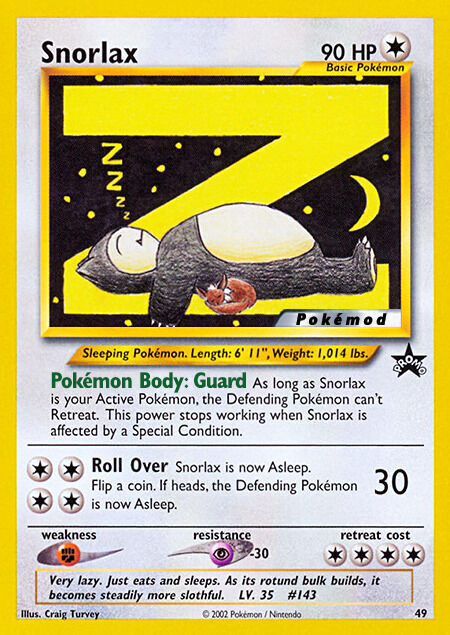 Snorlax 90 HP
Basic Pokémon
Z
Z
Z
z
z
Pokémod
Sleeping Pokémon. Length: 6' 11", Weight: 1,014 lbs.
PROMO
Pokémon Body: Guard As long as Snorlax
is your Active Pokémon, the Defending Pokémon can't
Retreat. This power stops working when Snorlax is
affected by a Special Condition.
Roll Over Snorlax is now Asleep.
Flip a coin. If heads, the Defending Pokémon
is now Asleep.
30
weakness resistance retreat cost
-30
Very lazy. Just eats and sleeps. As its rotund bulk builds, it
becomes steadily more slothful. LV. 35 #143
Illus. Craig Turvey © 2002 Pokémon / Nintendo 49